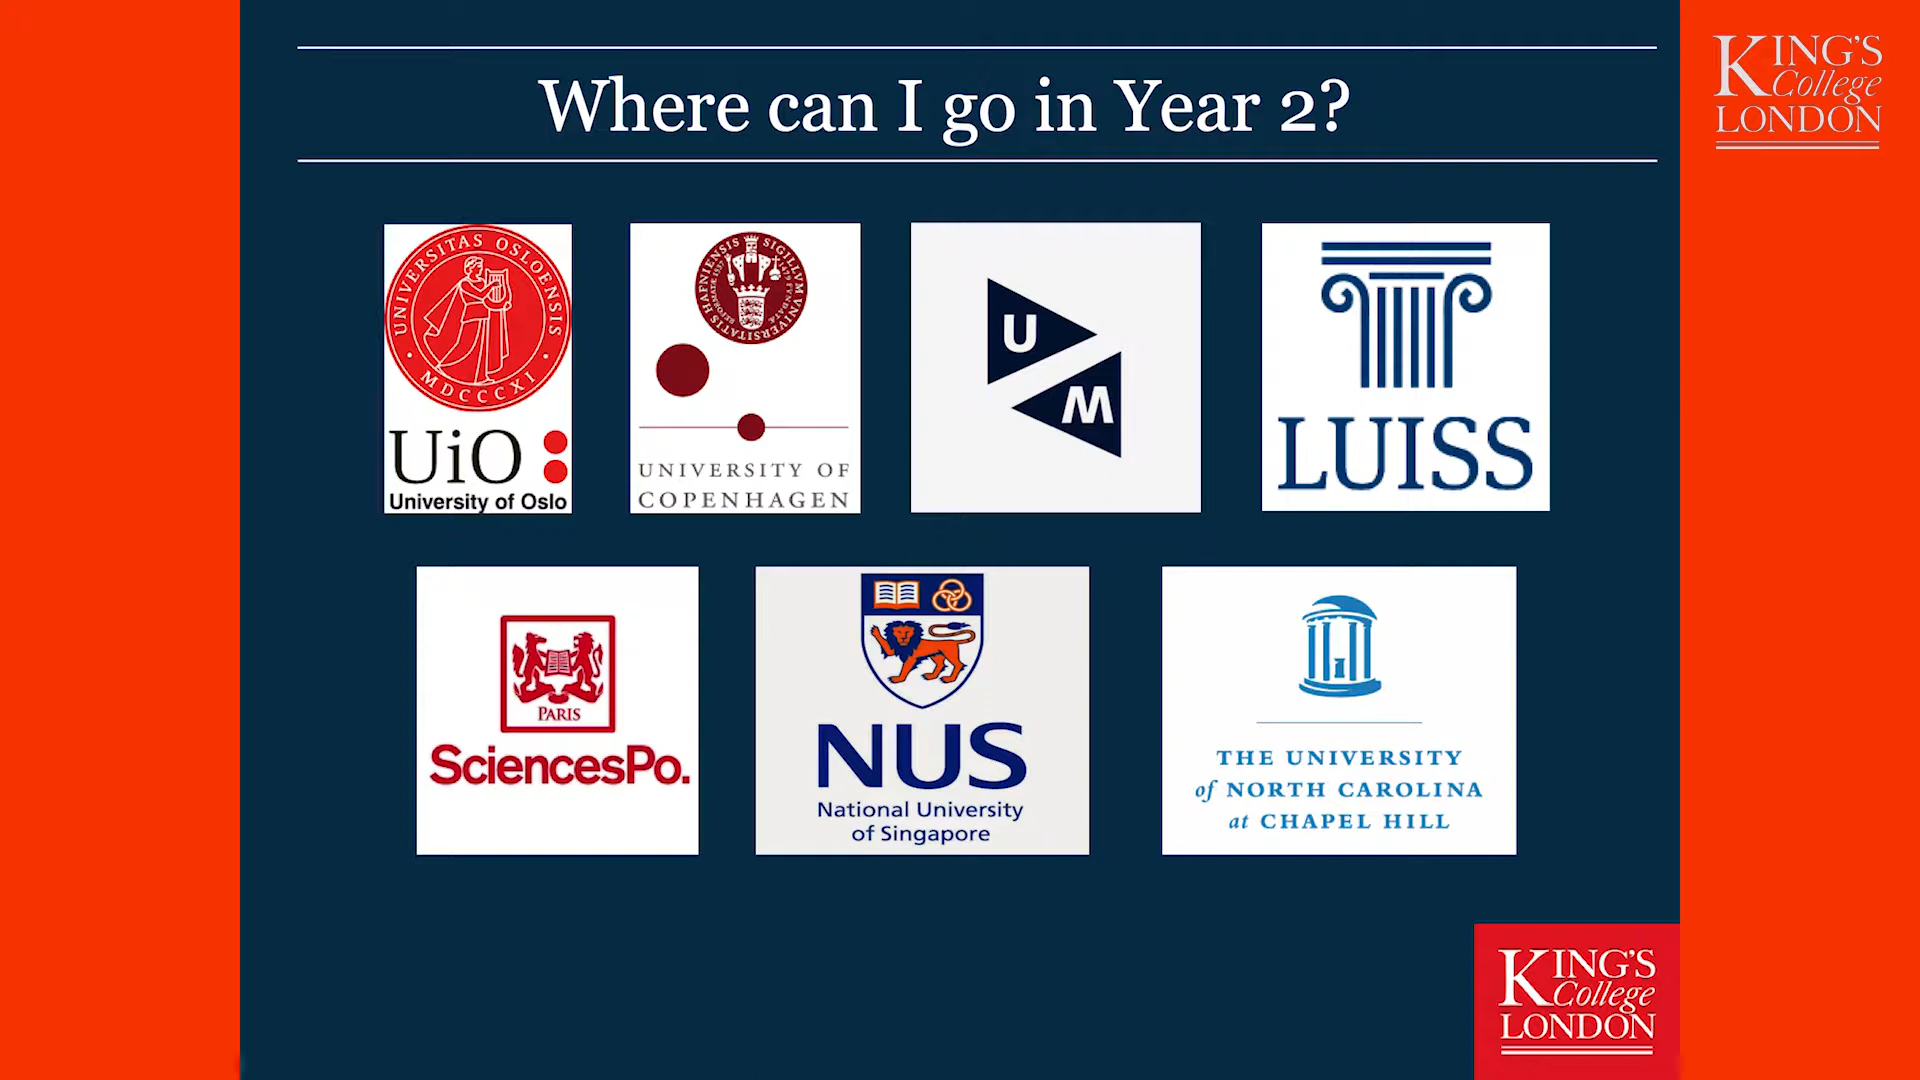 Where can I go in Year 2?
KING'S
College
LONDON
UNIVERSITAS OSLOENSIS
MDCCCXI
UiO
University of Oslo
UNIVERSITY OF
COPENHAGEN
U
M
LUISS
PARIS
SciencesPo.
NUS
National University
of Singapore
THE UNIVERSITY
of NORTH CAROLINA
at CHAPEL HILL
KING'S
College
LONDON